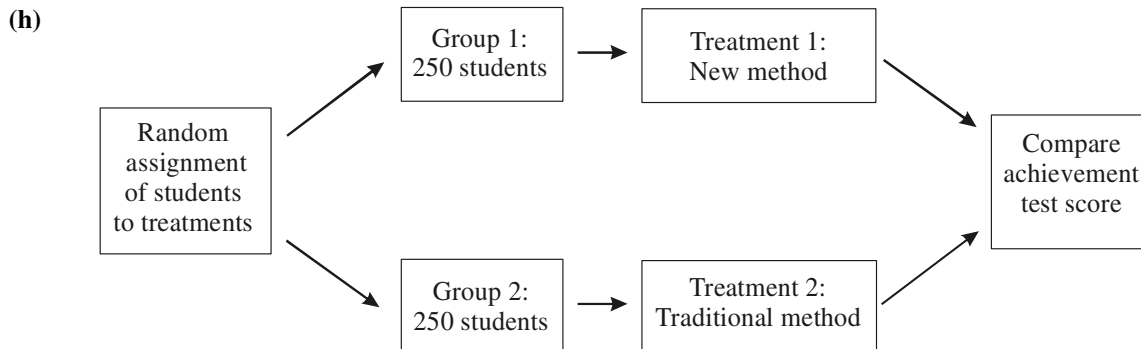 (h)
Random
assignment
of students
to treatments
Group 1:
250 students
Treatment 1:
New method
Group 2:
250 students
Treatment 2:
Traditional method
Compare
achievement
test score